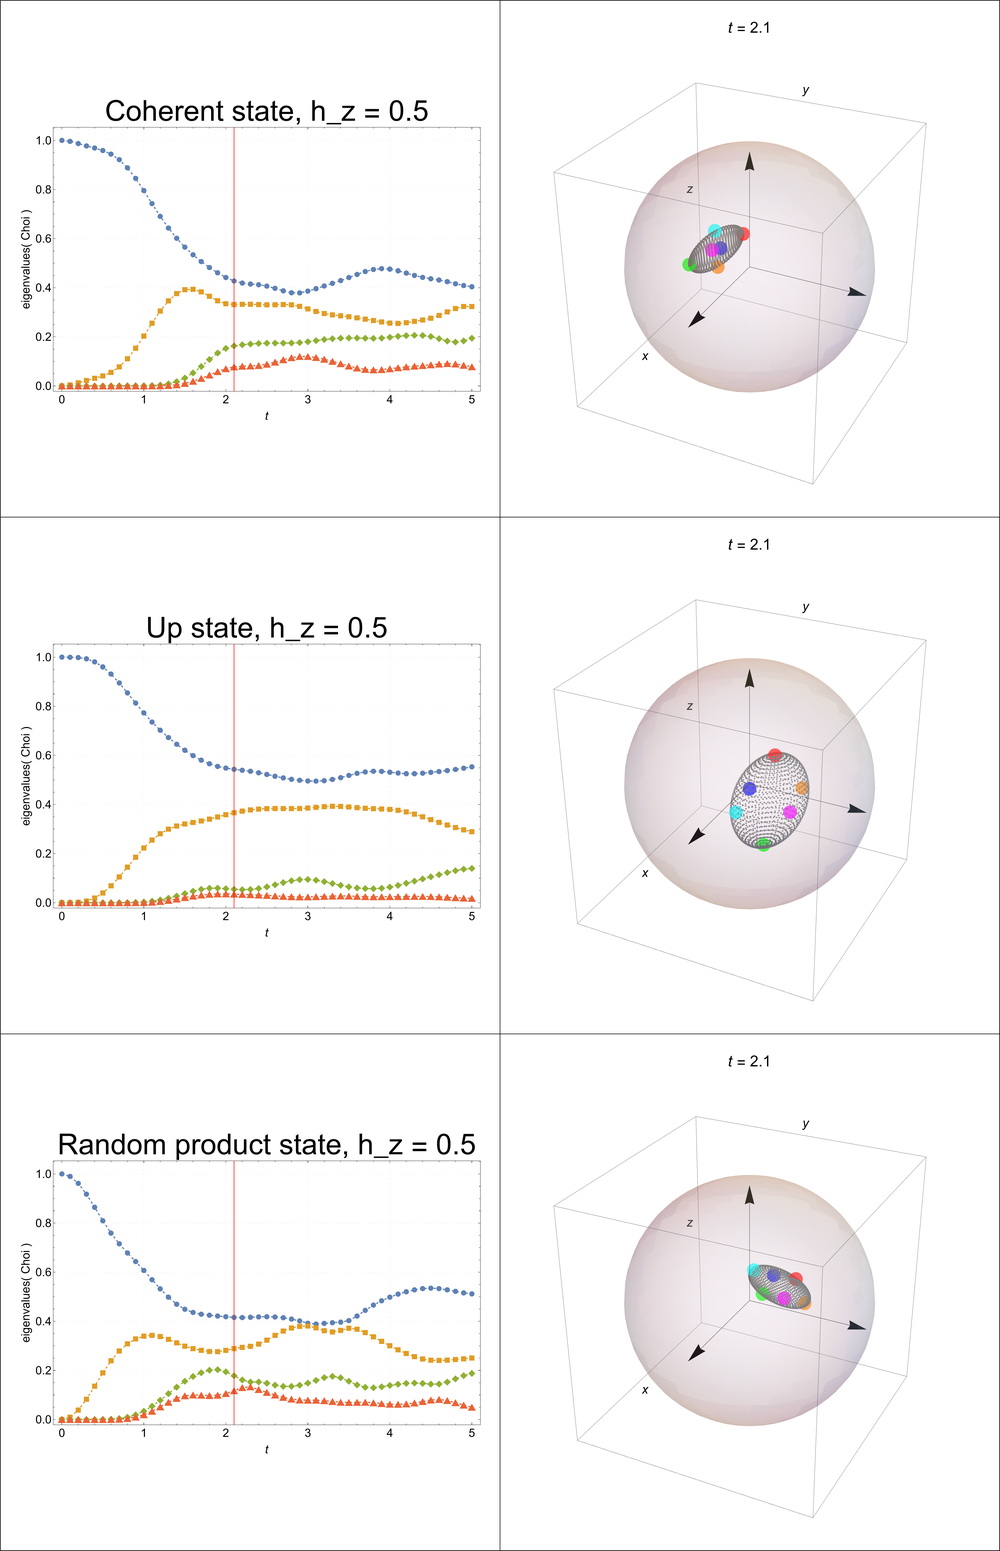 t = 2.1
Coherent state, h_z = 0.5
eigenvalues( Choi )
1.0
0.8
0.6
0.4
0.2
0.0
0 1 2 3 4 5
t
y
z
x
t = 2.1
Up state, h_z = 0.5
eigenvalues( Choi )
1.0
0.8
0.6
0.4
0.2
0.0
0 1 2 3 4 5
t
y
z
x
t = 2.1
Random product state, h_z = 0.5
eigenvalues( Choi )
1.0
0.8
0.6
0.4
0.2
0.0
0 1 2 3 4 5
t
y
z
x